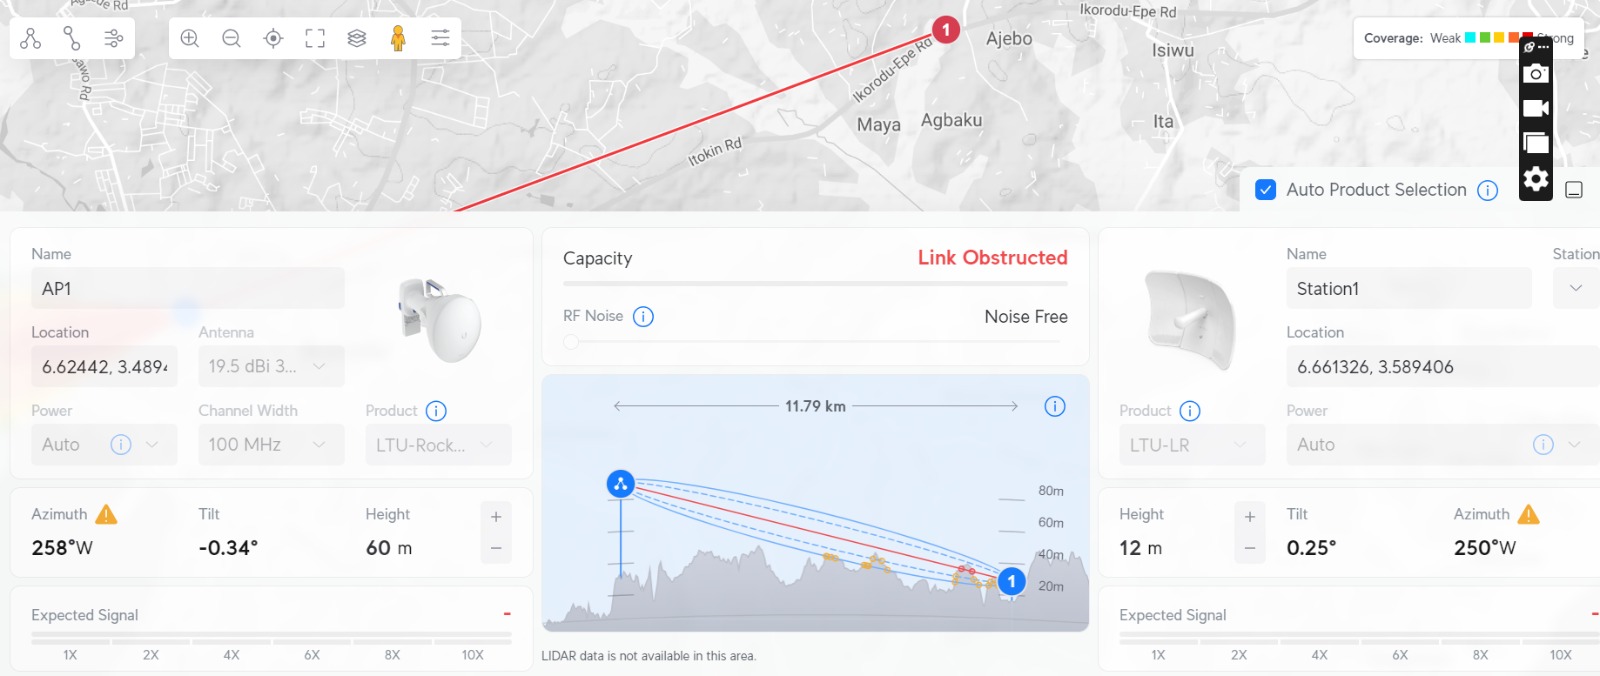 Ikorodu-Epe Rd
Ajebo
Isiwu
Ikorodu-Epe Rd
Maya
Agbaku
Ita
Itokin Rd
1
Coverage: Weak
Auto Product Selection
Name
AP1
Location
Antenna
6.62442, 3.489
19.5 dBi 3...
Power
Channel Width
Product
Auto
100 MHz
LTU-Rock...
Azimuth
Tilt
Height
258°W
-0.34°
60 m
+
−
Expected Signal
-
1X 2X 4X 6X 8X 10X
Capacity
Link Obstructed
RF Noise
Noise Free
11.79 km
80m
60m
40m
20m
1
LIDAR data is not available in this area.
Name
Station
Station1
Location
6.661326, 3.589406
Product
Power
LTU-LR
Auto
Height
Tilt
Azimuth
12 m
0.25°
250°W
+
−
Expected Signal
-
1X 2X 4X 6X 8X 10X